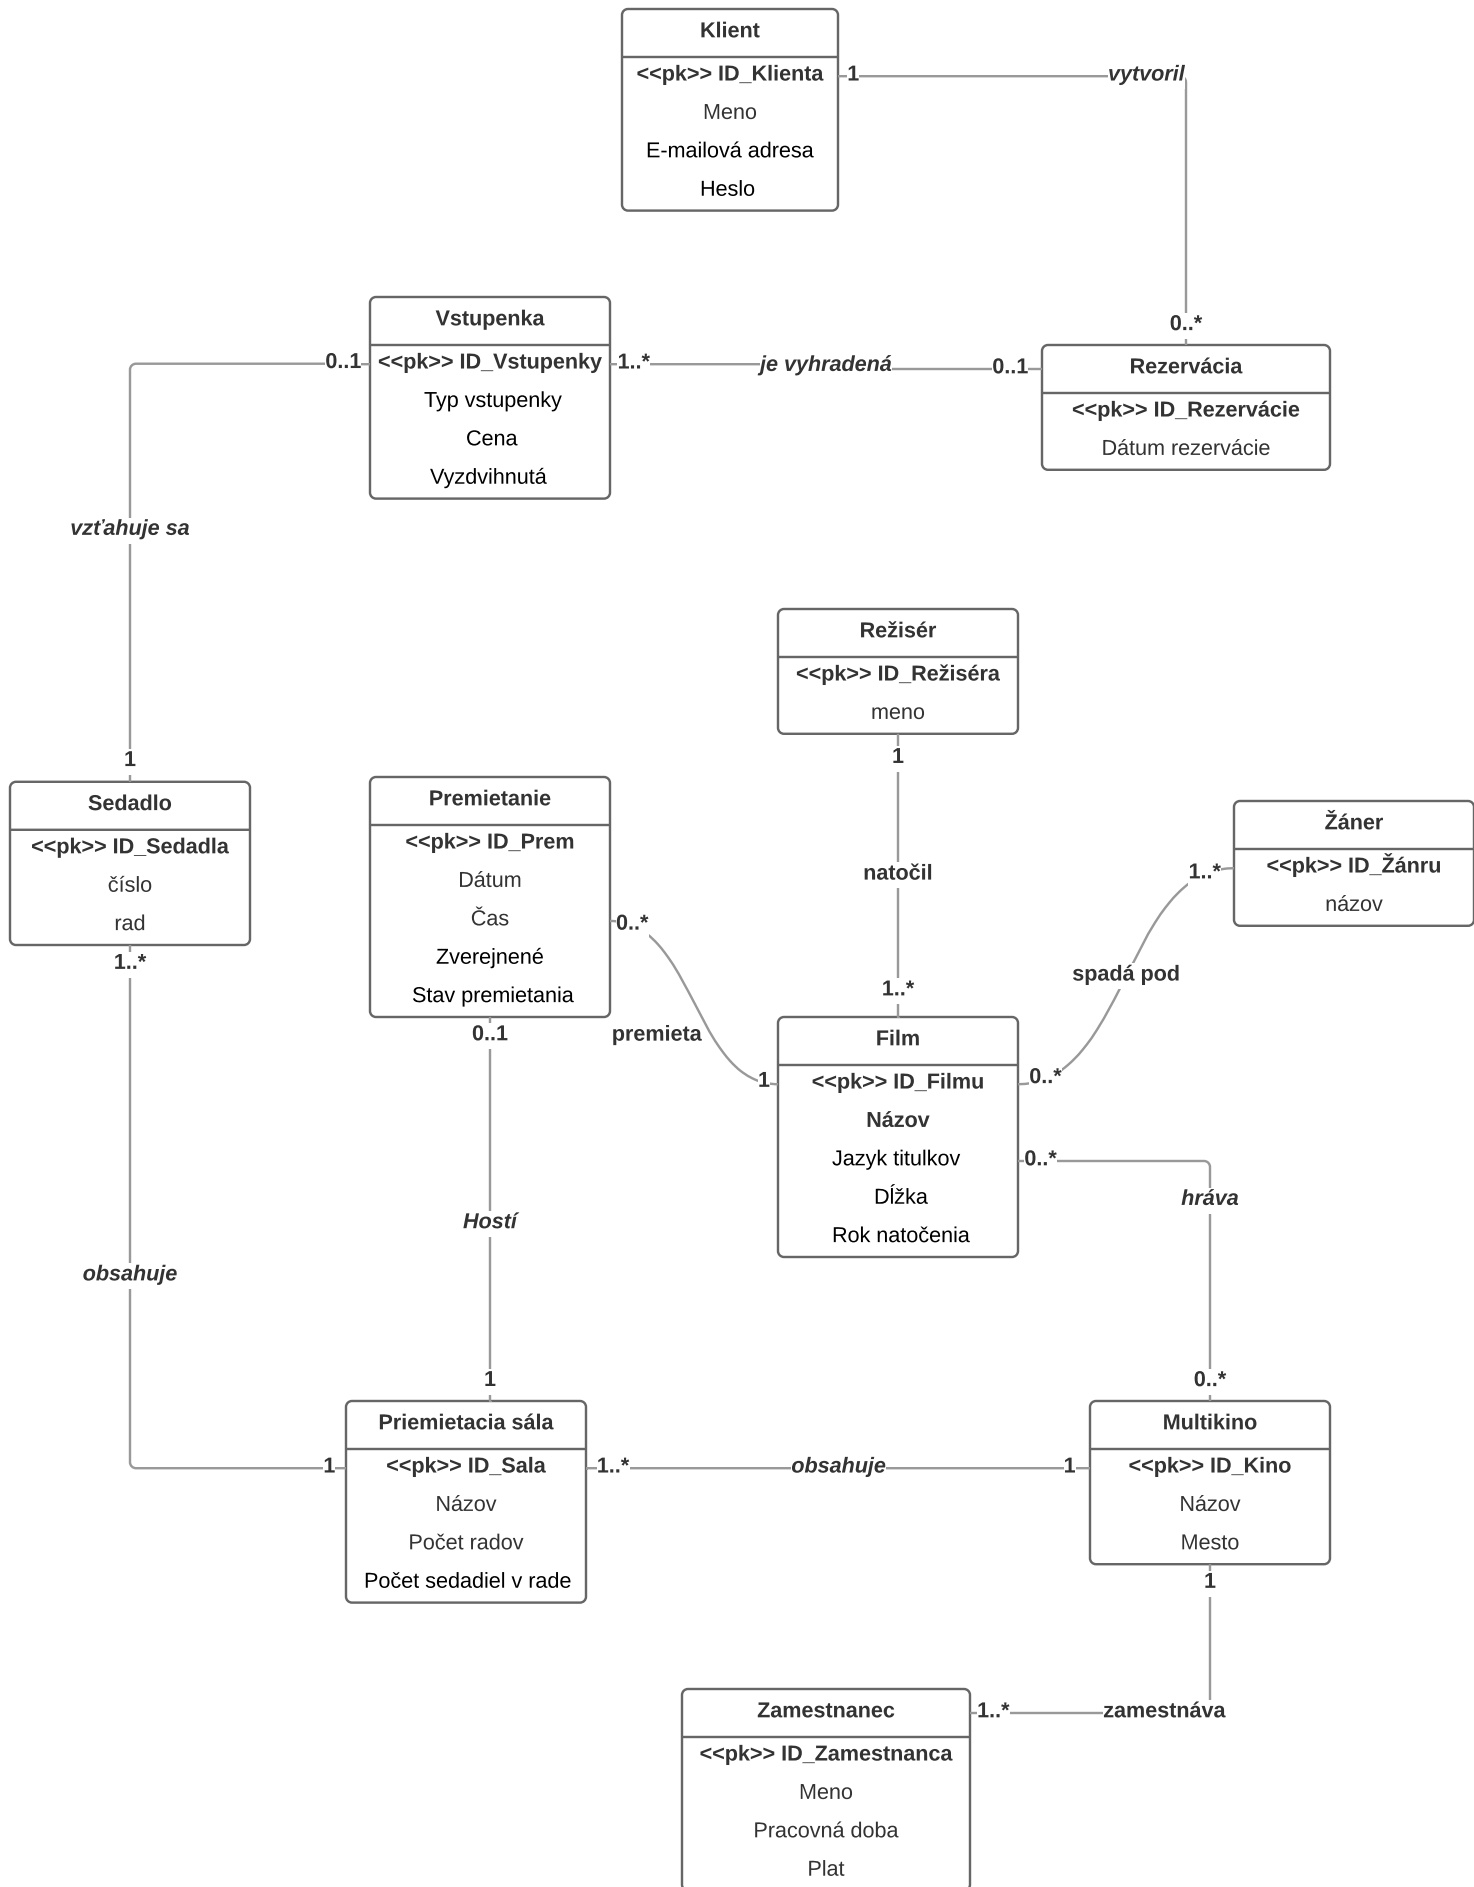 Klient
<<pk>> ID_Klienta
Meno
E-mailová adresa
Heslo
1
vytvoril
0..*
Vstupenka
<<pk>> ID_Vstupenky
Typ vstupenky
Cena
Vyzdvihnutá
0..1
1..*
je vyhradená
0..1
Rezervácia
<<pk>> ID_Rezervácie
Dátum rezervácie
vzťahuje sa
1
Režisér
<<pk>> ID_Režiséra
meno
1
natočil
1..*
Sedadlo
<<pk>> ID_Sedadla
číslo
rad
1..*
Premietanie
<<pk>> ID_Prem
Dátum
Čas
Zverejnené
Stav premietania
0..*
premieta
1
0..1
Žáner
<<pk>> ID_Žánru
názov
1..*
spadá pod
0..*
Film
<<pk>> ID_Filmu
Názov
Jazyk titulkov
Dĺžka
Rok natočenia
0..*
hráva
0..*
Hostí
1
obsahuje
1
Priemietacia sála
<<pk>> ID_Sala
Názov
Počet radov
Počet sedadiel v rade
1..*
obsahuje
1
Multikino
<<pk>> ID_Kino
Názov
Mesto
1
zamestnáva
1..*
Zamestnanec
<<pk>> ID_Zamestnanca
Meno
Pracovná doba
Plat